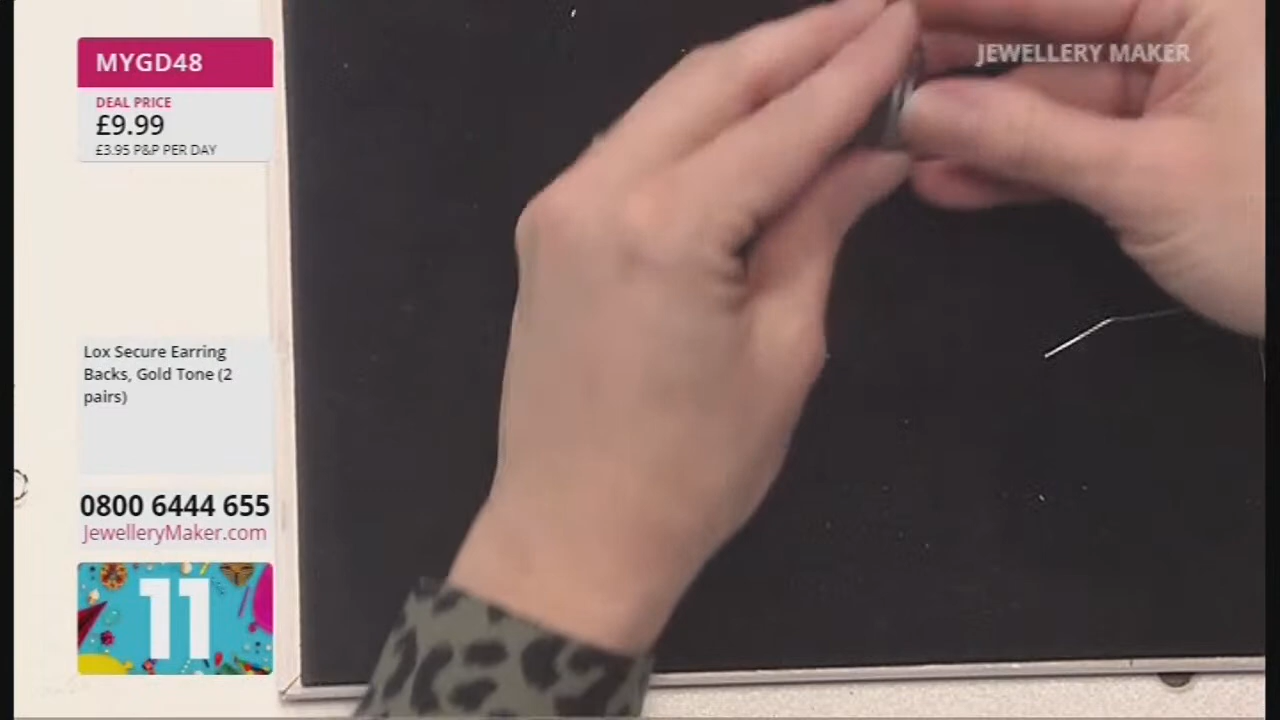 MYGD48
DEAL PRICE
£9.99
£3.95 P&P PER DAY
JEWELLERY MAKER
Lox Secure Earring
Backs, Gold Tone (2
pairs)
0800 6444 655
JewelleryMaker.com
11